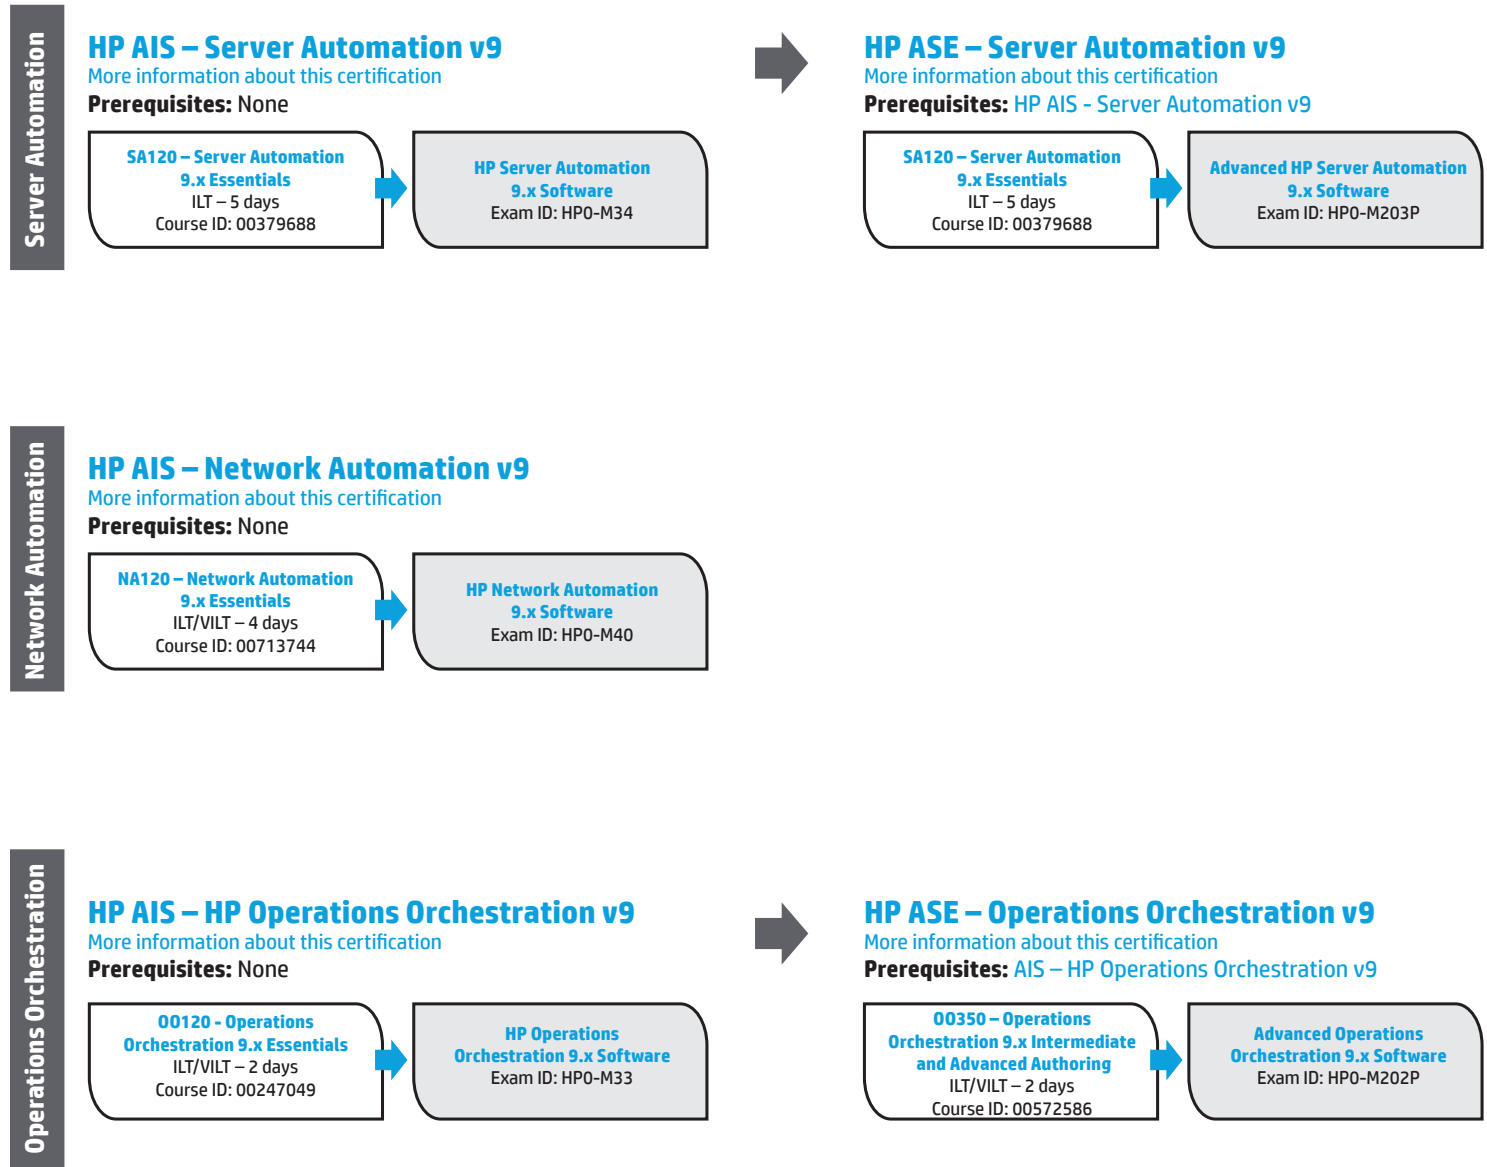 Server Automation
HP AIS – Server Automation v9
More information about this certification
Prerequisites: None
SA120 – Server Automation
9.x Essentials
ILT – 5 days
Course ID: 00379688
HP Server Automation
9.x Software
Exam ID: HP0-M34
HP ASE – Server Automation v9
More information about this certification
Prerequisites: HP AIS - Server Automation v9
SA120 – Server Automation
9.x Essentials
ILT – 5 days
Course ID: 00379688
Advanced HP Server Automation
9.x Software
Exam ID: HP0-M203P
Network Automation
HP AIS – Network Automation v9
More information about this certification
Prerequisites: None
NA120 – Network Automation
9.x Essentials
ILT/VILT – 4 days
Course ID: 00713744
HP Network Automation
9.x Software
Exam ID: HP0-M40
Operations Orchestration
HP AIS – HP Operations Orchestration v9
More information about this certification
Prerequisites: None
OO120 - Operations
Orchestration 9.x Essentials
ILT/VILT – 2 days
Course ID: 00247049
HP Operations
Orchestration 9.x Software
Exam ID: HP0-M33
HP ASE – Operations Orchestration v9
More information about this certification
Prerequisites: AIS – HP Operations Orchestration v9
OO350 – Operations
Orchestration 9.x Intermediate
and Advanced Authoring
ILT/VILT – 2 days
Course ID: 00572586
Advanced Operations
Orchestration 9.x Software
Exam ID: HP0-M202P